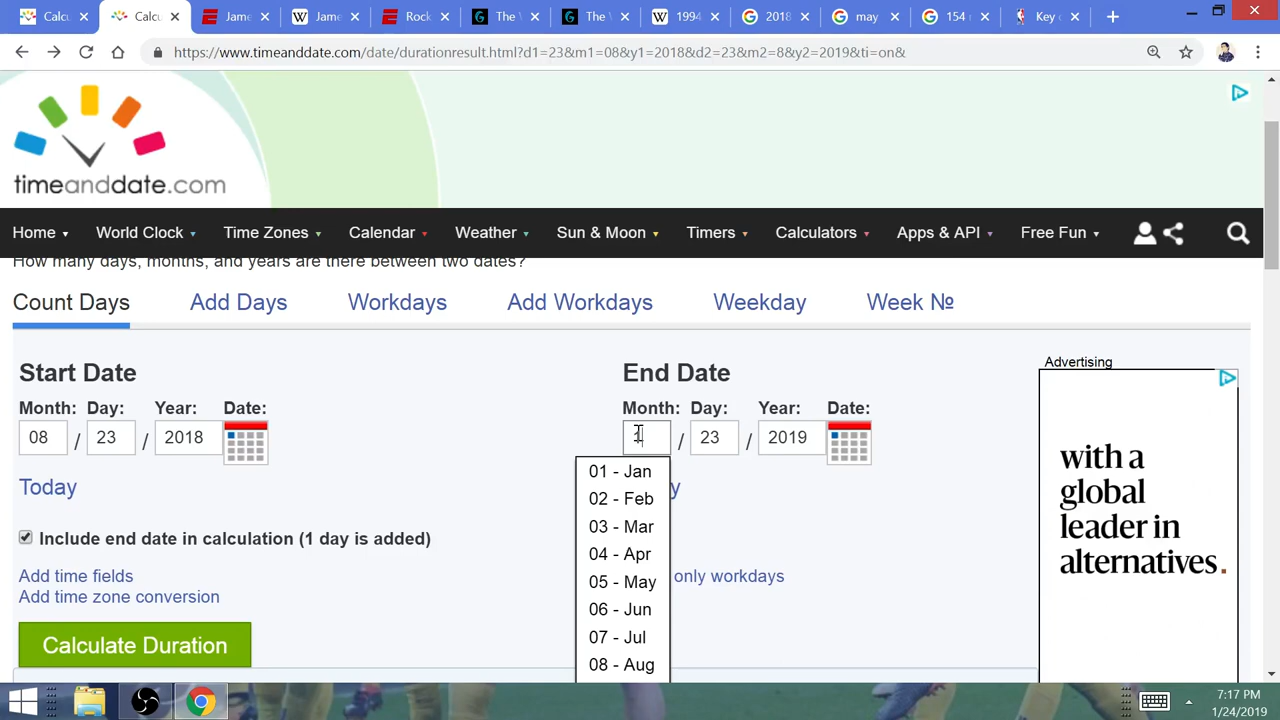 Calcu
Calcu
Jame
Jame
Rock
The V
The V
1994
2018
may
154 r
Key c
https://www.timeanddate.com/date/durationresult.html?d1=23&m1=08&y1=2018&d2=23&m2=8&y2=2019&ti=on&
timeanddate.com
Home World Clock Time Zones Calendar Weather Sun & Moon Timers Calculators Apps & API Free Fun
How many days, months, and years are there between two dates?
Count Days Add Days Workdays Add Workdays Weekday Week №
Start Date End Date Advertising
Month: Day: Year: Date: Month: Day: Year: Date:
08 / 23 / 2018 1 / 23 / 2019
Today y
01 - Jan
02 - Feb
03 - Mar
04 - Apr
05 - May
06 - Jun
07 - Jul
08 - Aug
Include end date in calculation (1 day is added)
Add time fields only workdays
Add time zone conversion
Calculate Duration
with a
global
leader in
alternatives.
7:17 PM
1/24/2019